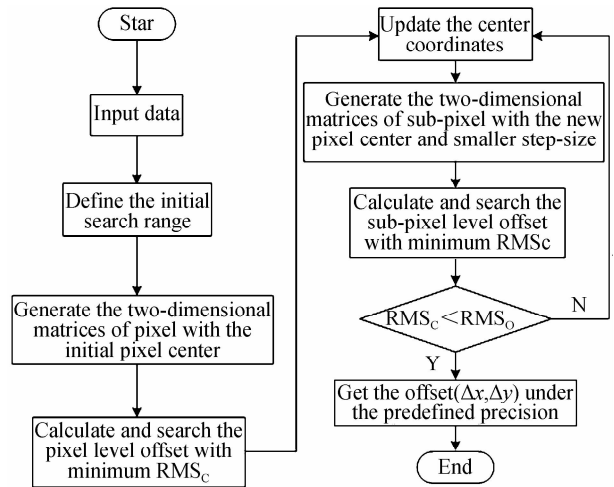 Star
Input data
Define the initial
search range
Generate the two-dimensional
matrices of pixel with the
initial pixel center
Calculate and search the
pixel level offset with
minimum RMS_C
Update the center
coordinates
Generate the two-dimensional
matrices of sub-pixel with the new
pixel center and smaller step-size
Calculate and search the
sub-pixel level offset
with minimum RMSc
RMS_C<RMS_O
N
Y
Get the offset(Δx,Δy) under
the predefined precision
End